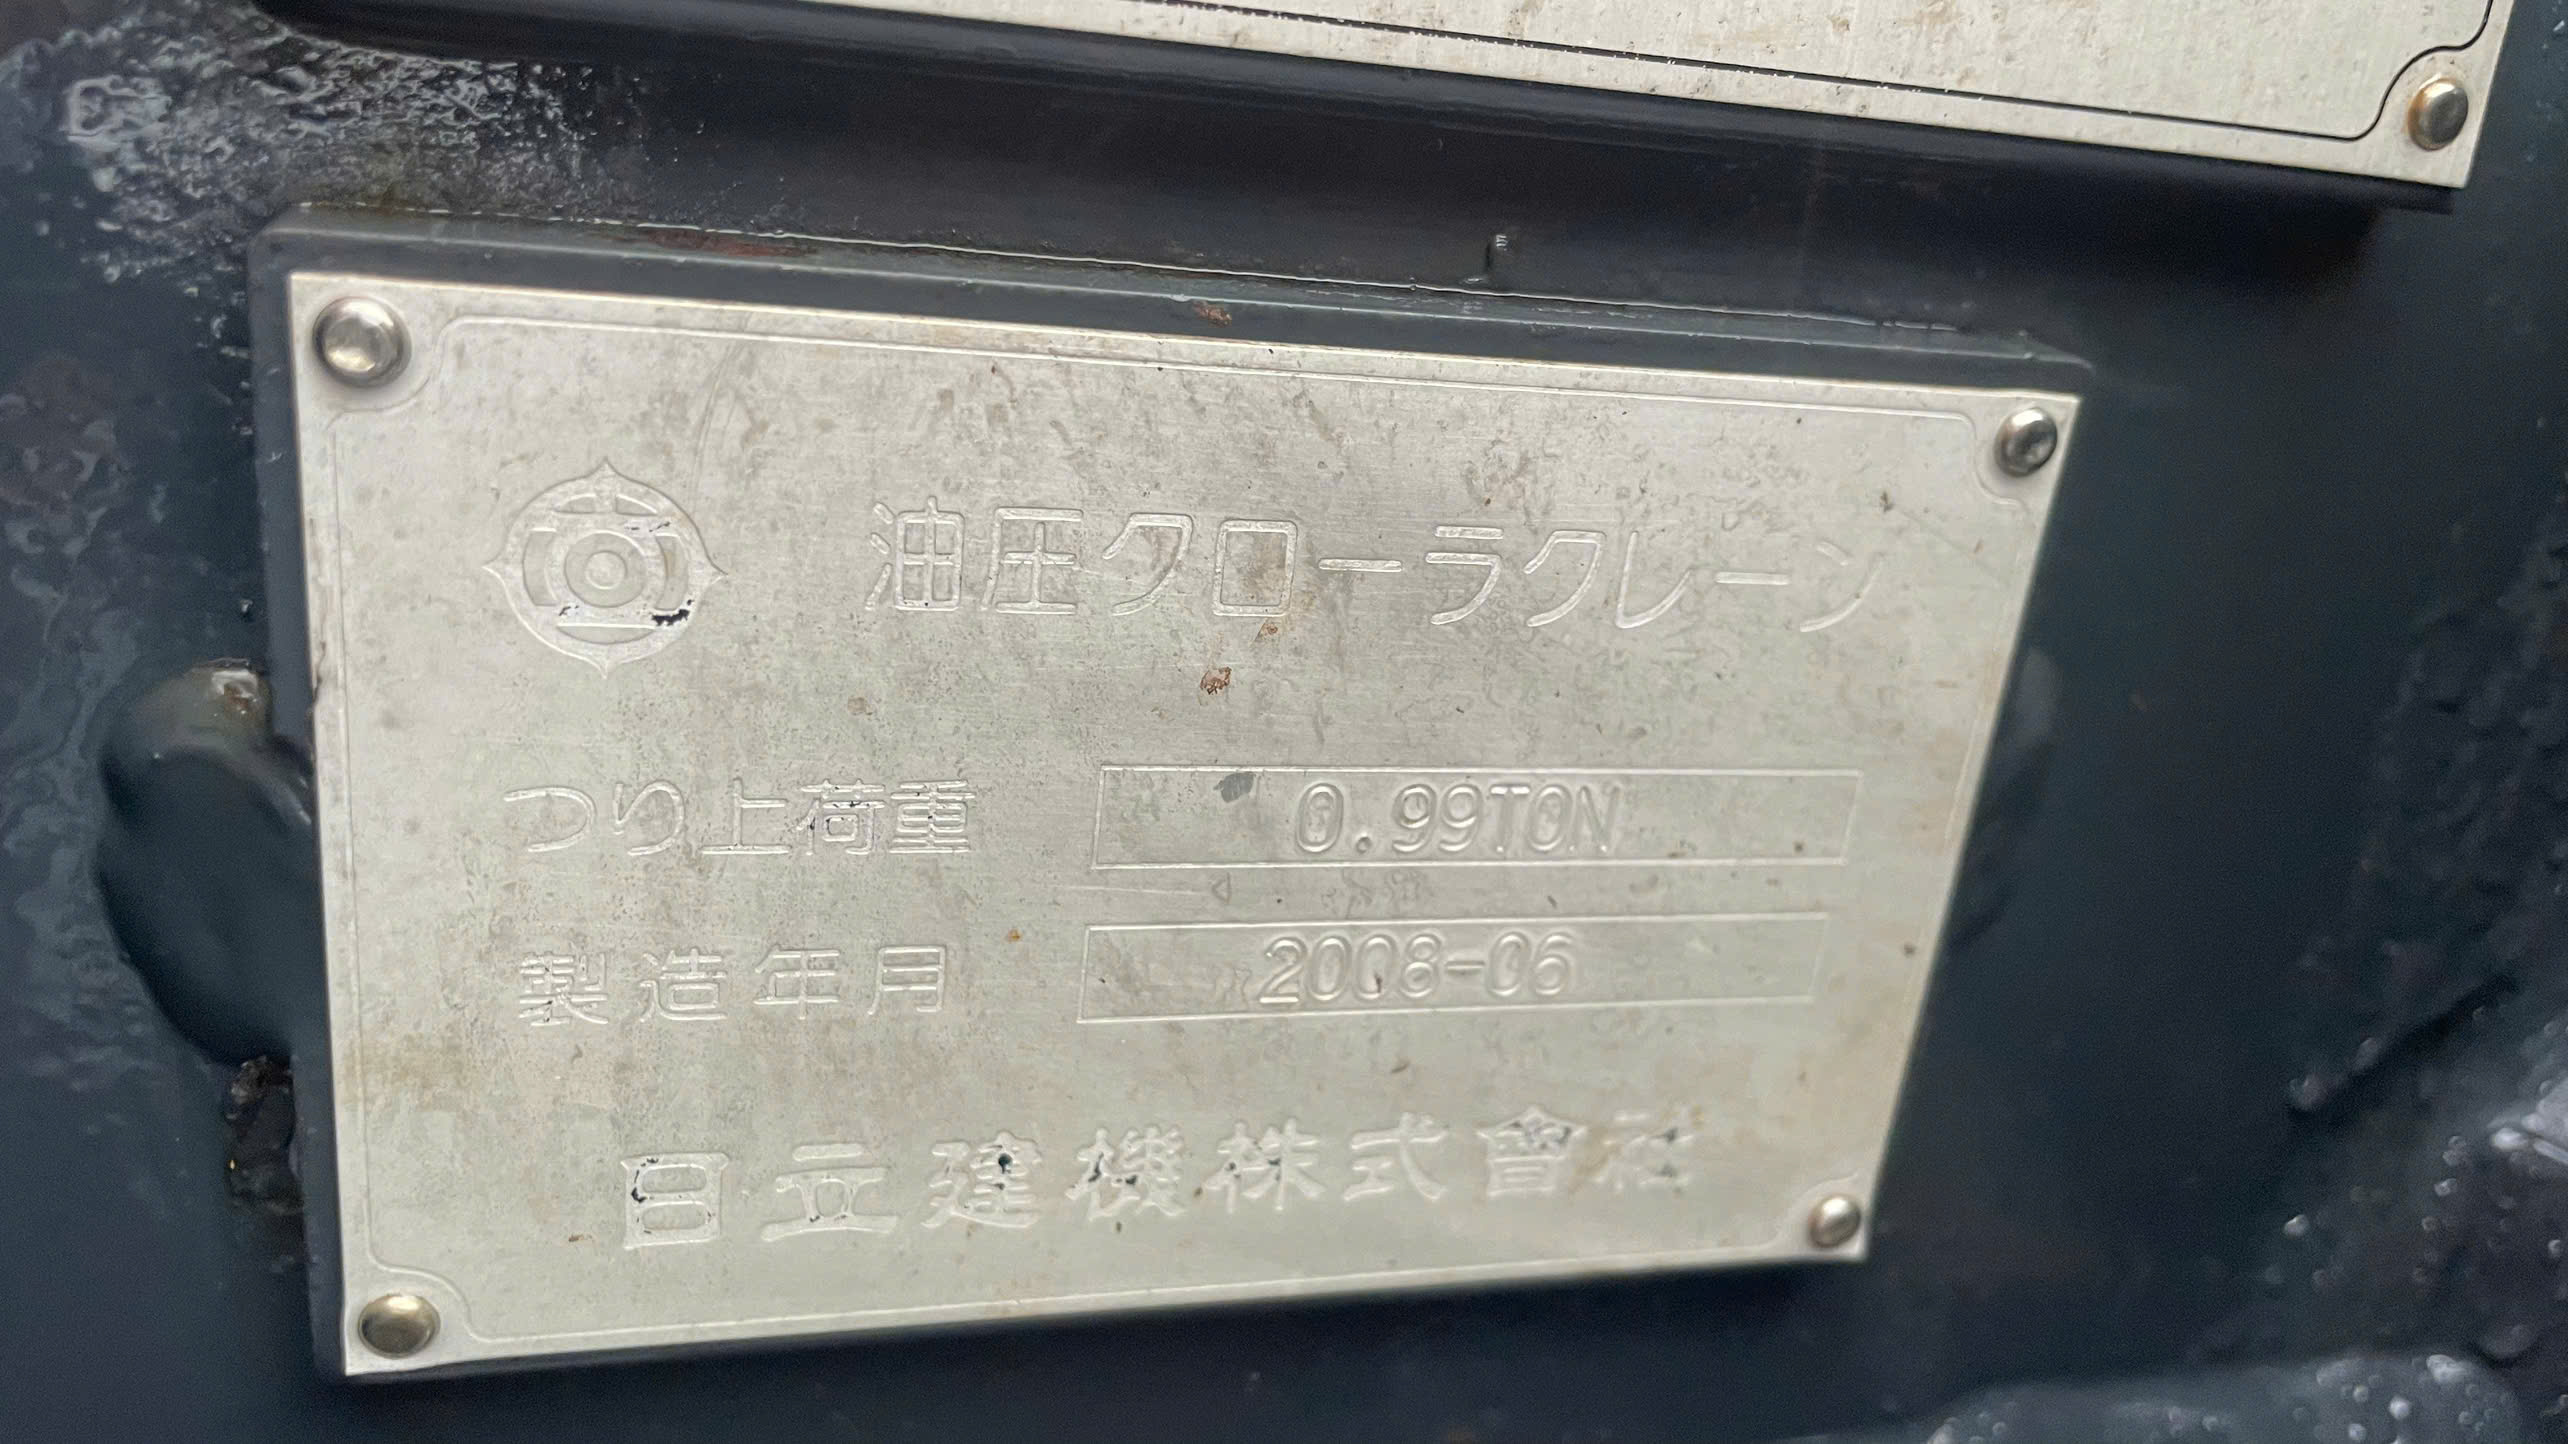 油圧クローラクレーン
つり上荷重 0.99TON
製造年月 2008-06
日立建機株式會社